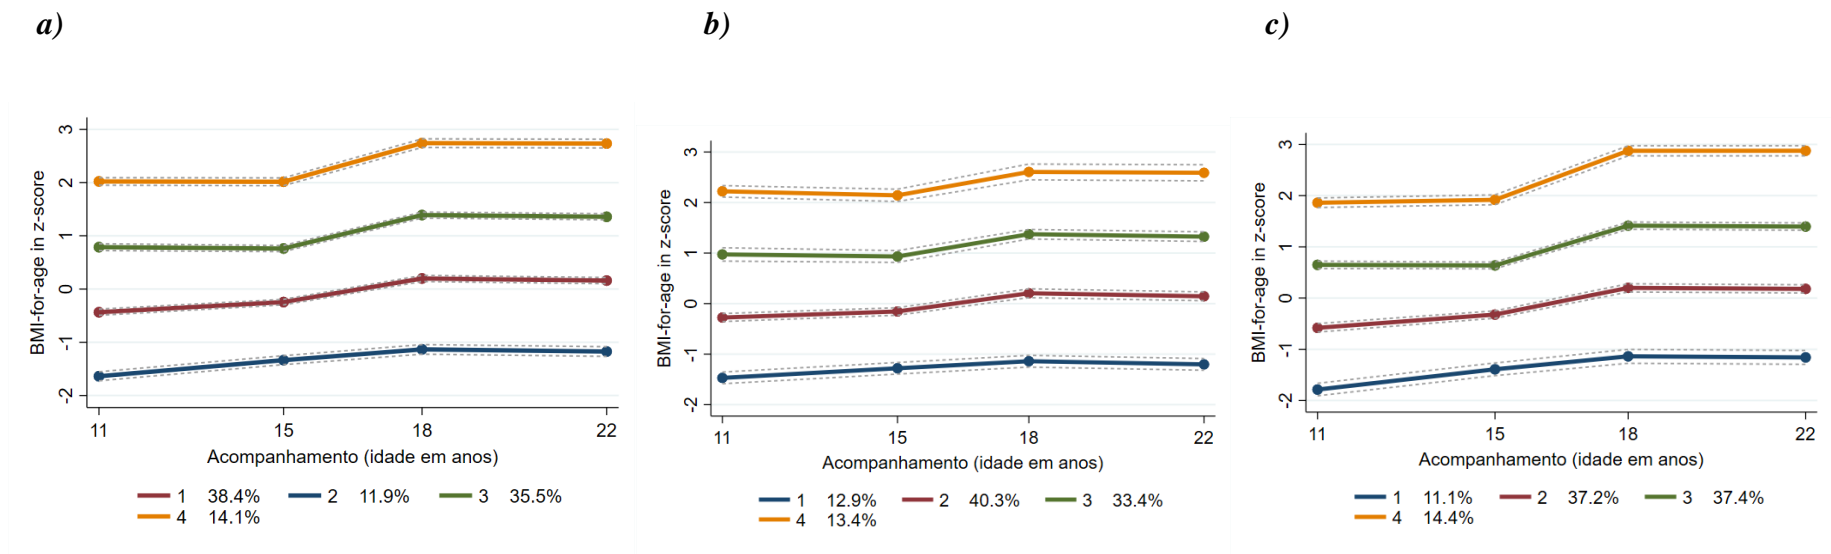 a)
3
2
1
0
-1
-2
BMI-for-age in z-score
11 15 18 22
Acompanhamento (idade em anos)
1 38.4% 2 11.9% 3 35.5%
4 14.1%
b)
3
2
1
0
-1
-2
BMI-for-age in z-score
11 15 18 22
Acompanhamento (idade em anos)
1 12.9% 2 40.3% 3 33.4%
4 13.4%
c)
3
2
1
0
-1
-2
BMI-for-age in z-score
11 15 18 22
Acompanhamento (idade em anos)
1 11.1% 2 37.2% 3 37.4%
4 14.4%